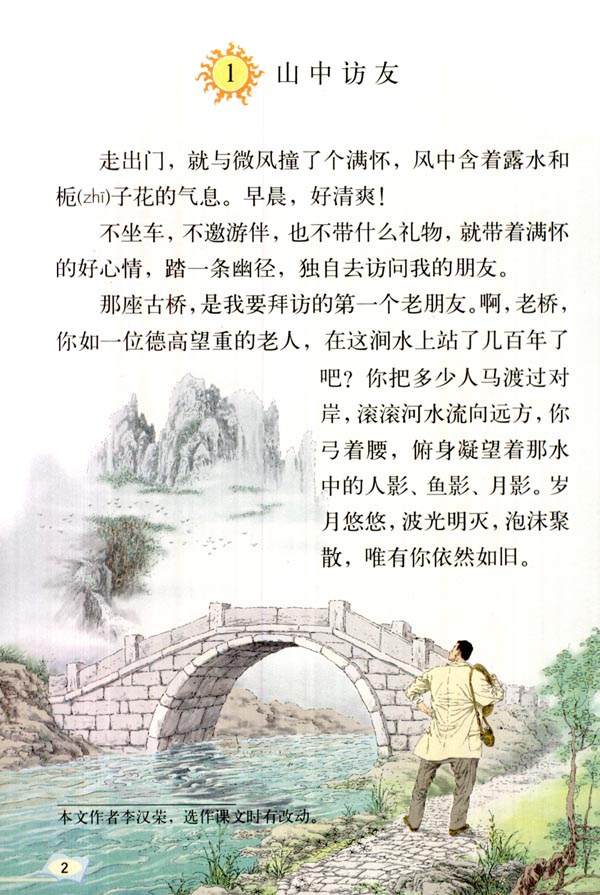 1 山中访友
走出门，就与微风撞了个满怀，风中含着露水和
栀(zhī)子花的气息。早晨，好清爽！
不坐车，不邀游伴，也不带什么礼物，就带着满怀
的好心情，踏一条幽径，独自去访问我的朋友。
那座古桥，是我要拜访的第一个老朋友。啊，老桥，
你如一位德高望重的老人，在这涧水上站了几百年了
吧？你把多少人马渡过对
岸，滚滚河水流向远方，你
弓着腰，俯身凝望着那水
中的人影、鱼影、月影。岁
月悠悠，波光明灭，泡沫聚
散，唯有你依然如旧。
本文作者李汉荣，选作课文时有改动。
2